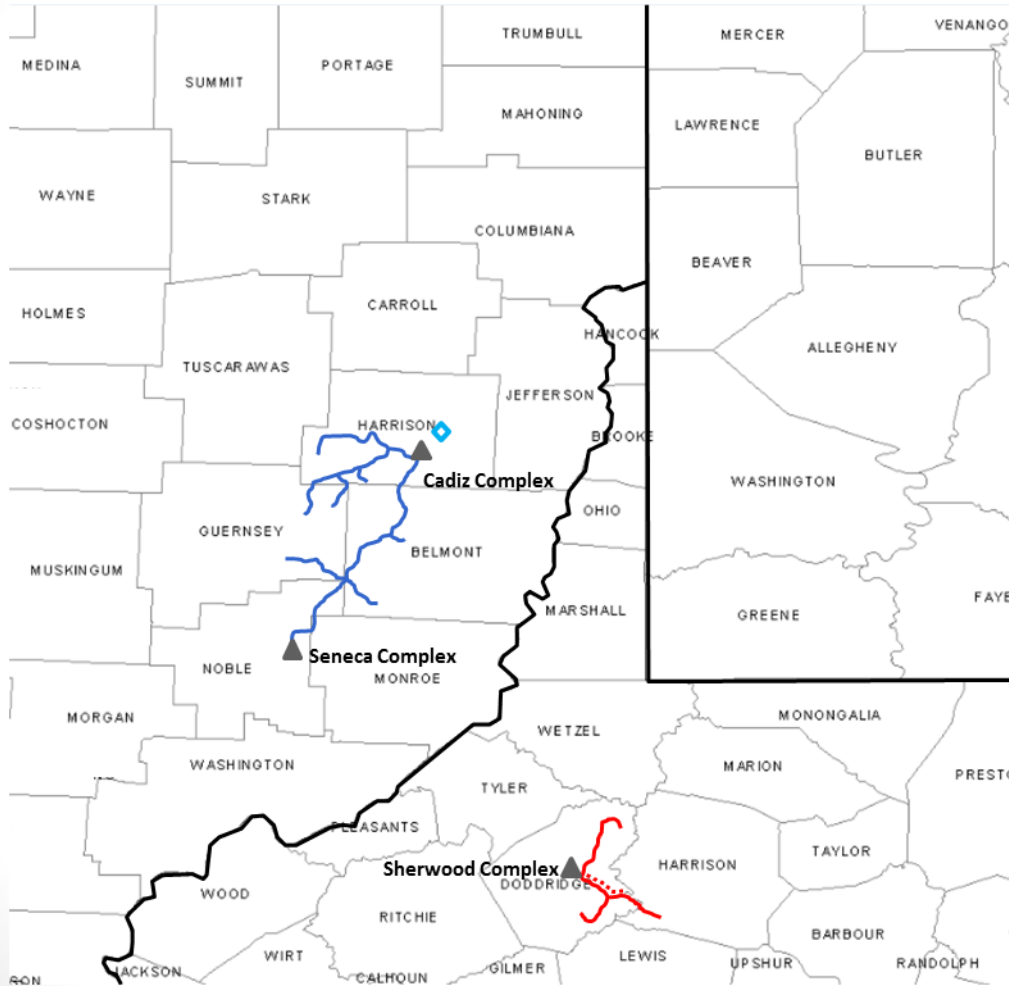 TRUMBULL
MERCER
VENANGO
MEDINA
SUMMIT
PORTAGE
MAHONING
LAWRENCE
BUTLER
WAYNE
STARK
COLUMBIANA
BEAVER
HOLMES
CARROLL
HANCOCK
ALLEGHENY
TUSCARAWAS
JEFFERSON
COSHOCTON
HARRISON
BROOKE
Cadiz Complex
WASHINGTON
OHIO
GUERNSEY
BELMONT
MUSKINGUM
MARSHALL
GREENE
FAYE
Seneca Complex
NOBLE
MONROE
MORGAN
WETZEL
MONONGALIA
WASHINGTON
MARION
PRESTO
TYLER
PLEASANTS
TAYLOR
Sherwood Complex
HARRISON
DODDRIDGE
WOOD
RITCHIE
BARBOUR
WIRT
LEWIS
UPSHUR
RANDOLPH
JACKSON
CALHOUN
GILMER
SON